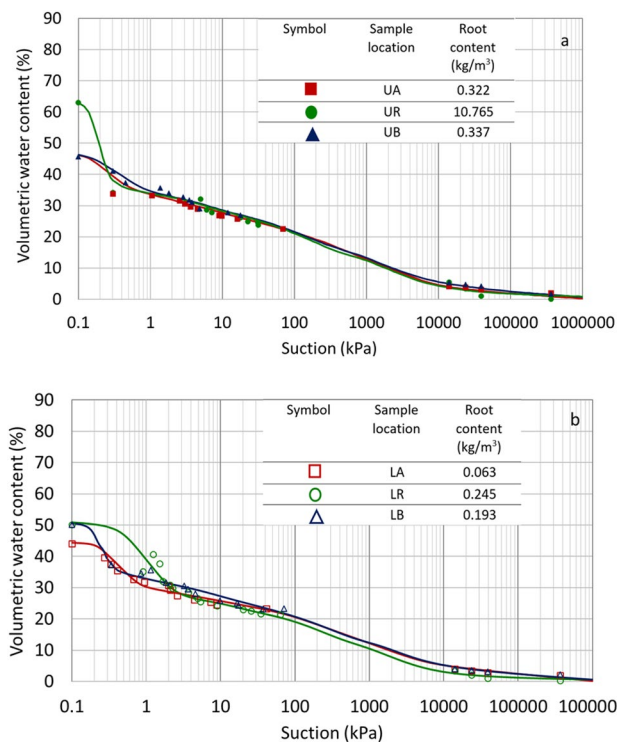 a
Symbol Sample location Root content (kg/m³)
UA 0.322
UR 10.765
UB 0.337
Volumetric water content (%)
90
80
70
60
50
40
30
20
10
0
0.1 1 10 100 1000 10000 100000 1000000
Suction (kPa)
b
Symbol Sample location Root content (kg/m³)
LA 0.063
LR 0.245
LB 0.193
Volumetric water content (%)
90
80
70
60
50
40
30
20
10
0
0.1 1 10 100 1000 10000 100000 1000000
Suction (kPa)